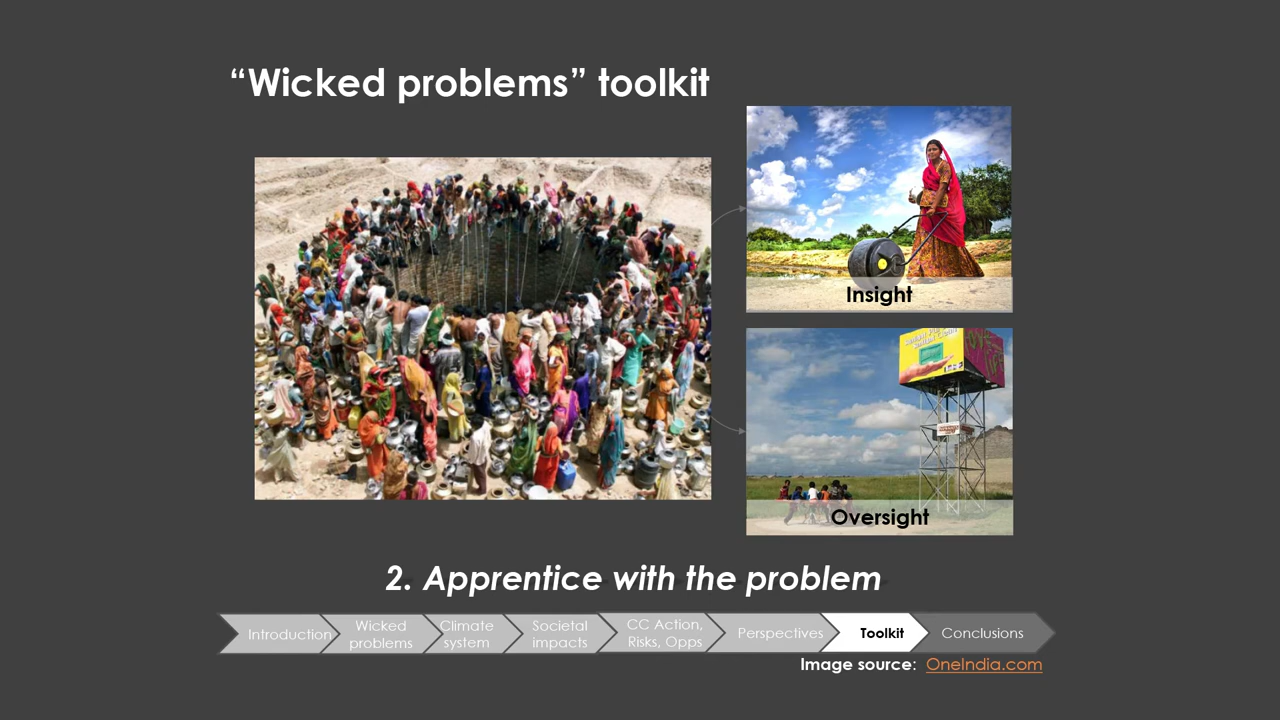 “Wicked problems” toolkit
Insight
Oversight
2. Apprentice with the problem
Introduction
Wicked
problems
Climate
system
Societal
impacts
CC Action,
Risks, Opps
Perspectives
Toolkit
Conclusions
Image source: OneIndia.com